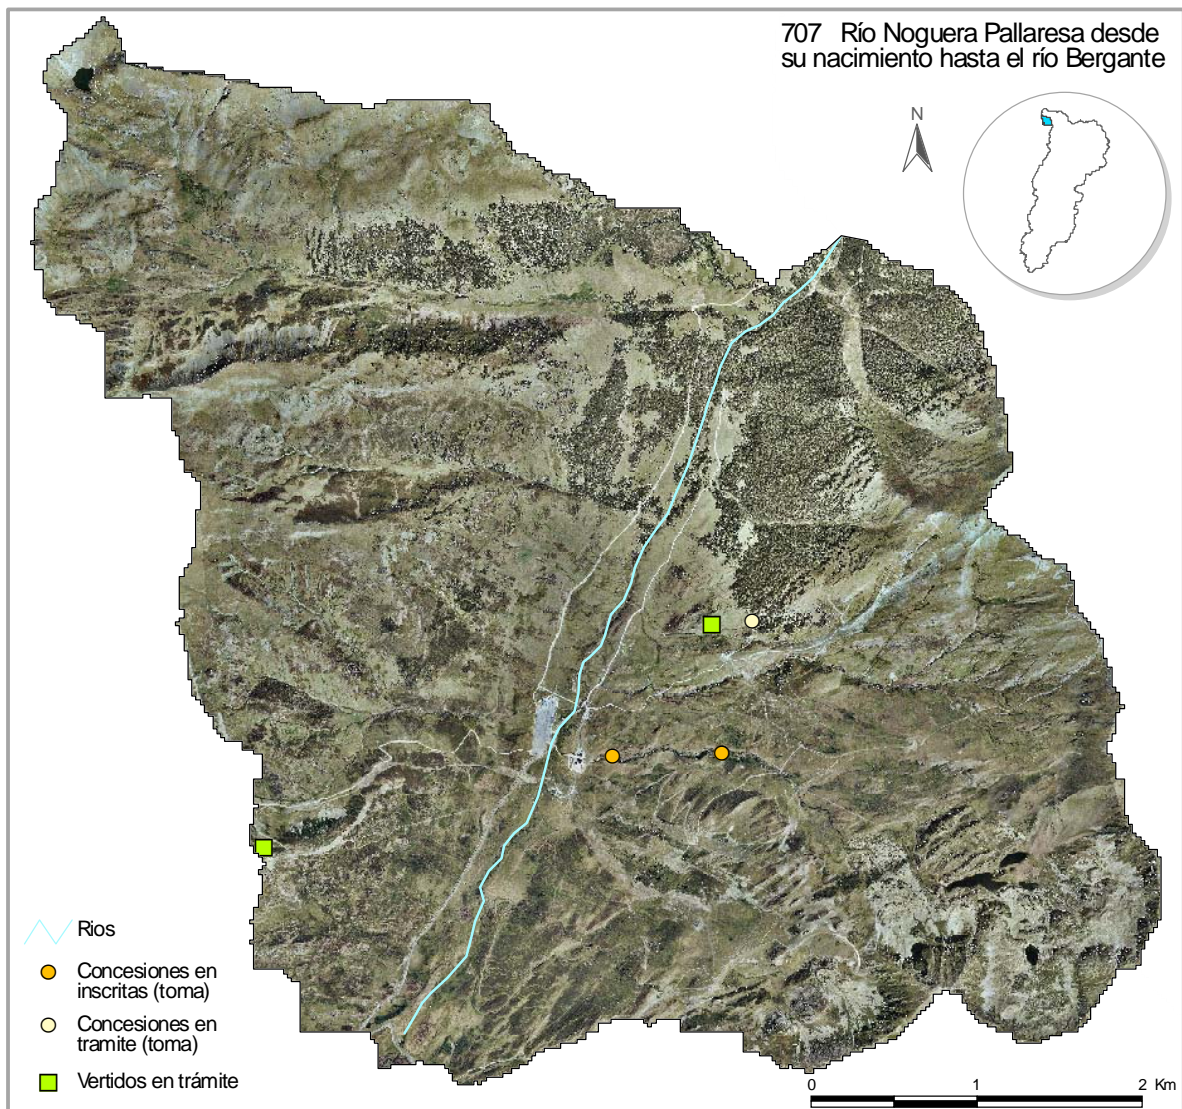 707 Río Noguera Pallaresa desde
su nacimiento hasta el río Bergante
N
Rios
Concesiones en
inscritas (toma)
Concesiones en
tramite (toma)
Vertidos en trámite
0 1 2 Km